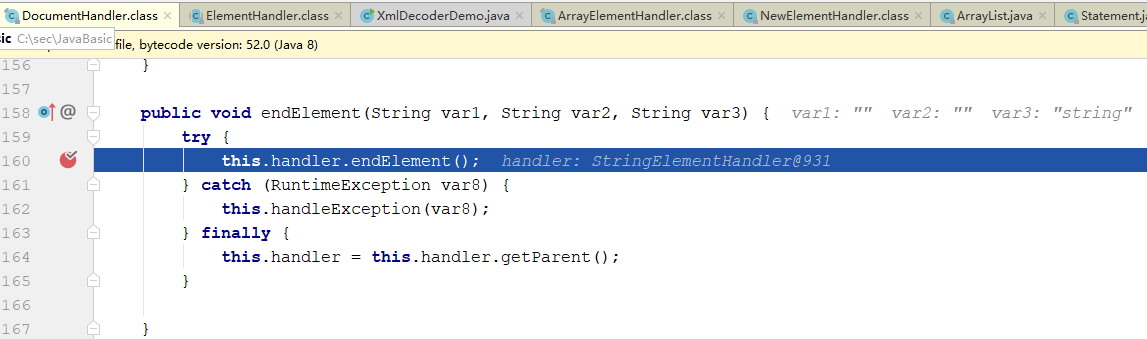 DocumentHandler.class ElementHandler.class XmlDecoderDemo.java ArrayElementHandler.class NewElementHandler.class ArrayList.java Statement.j
sic C:\sec\JavaBasic file, bytecode version: 52.0 (Java 8)
156 }
157
158 @ public void endElement(String var1, String var2, String var3) { var1: "" var2: "" var3: "string"
159 try {
160 this.handler.endElement(); handler: StringElementHandler@931
161 } catch (RuntimeException var8) {
162 this.handleException(var8);
163 } finally {
164 this.handler = this.handler.getParent();
165 }
166
167 }